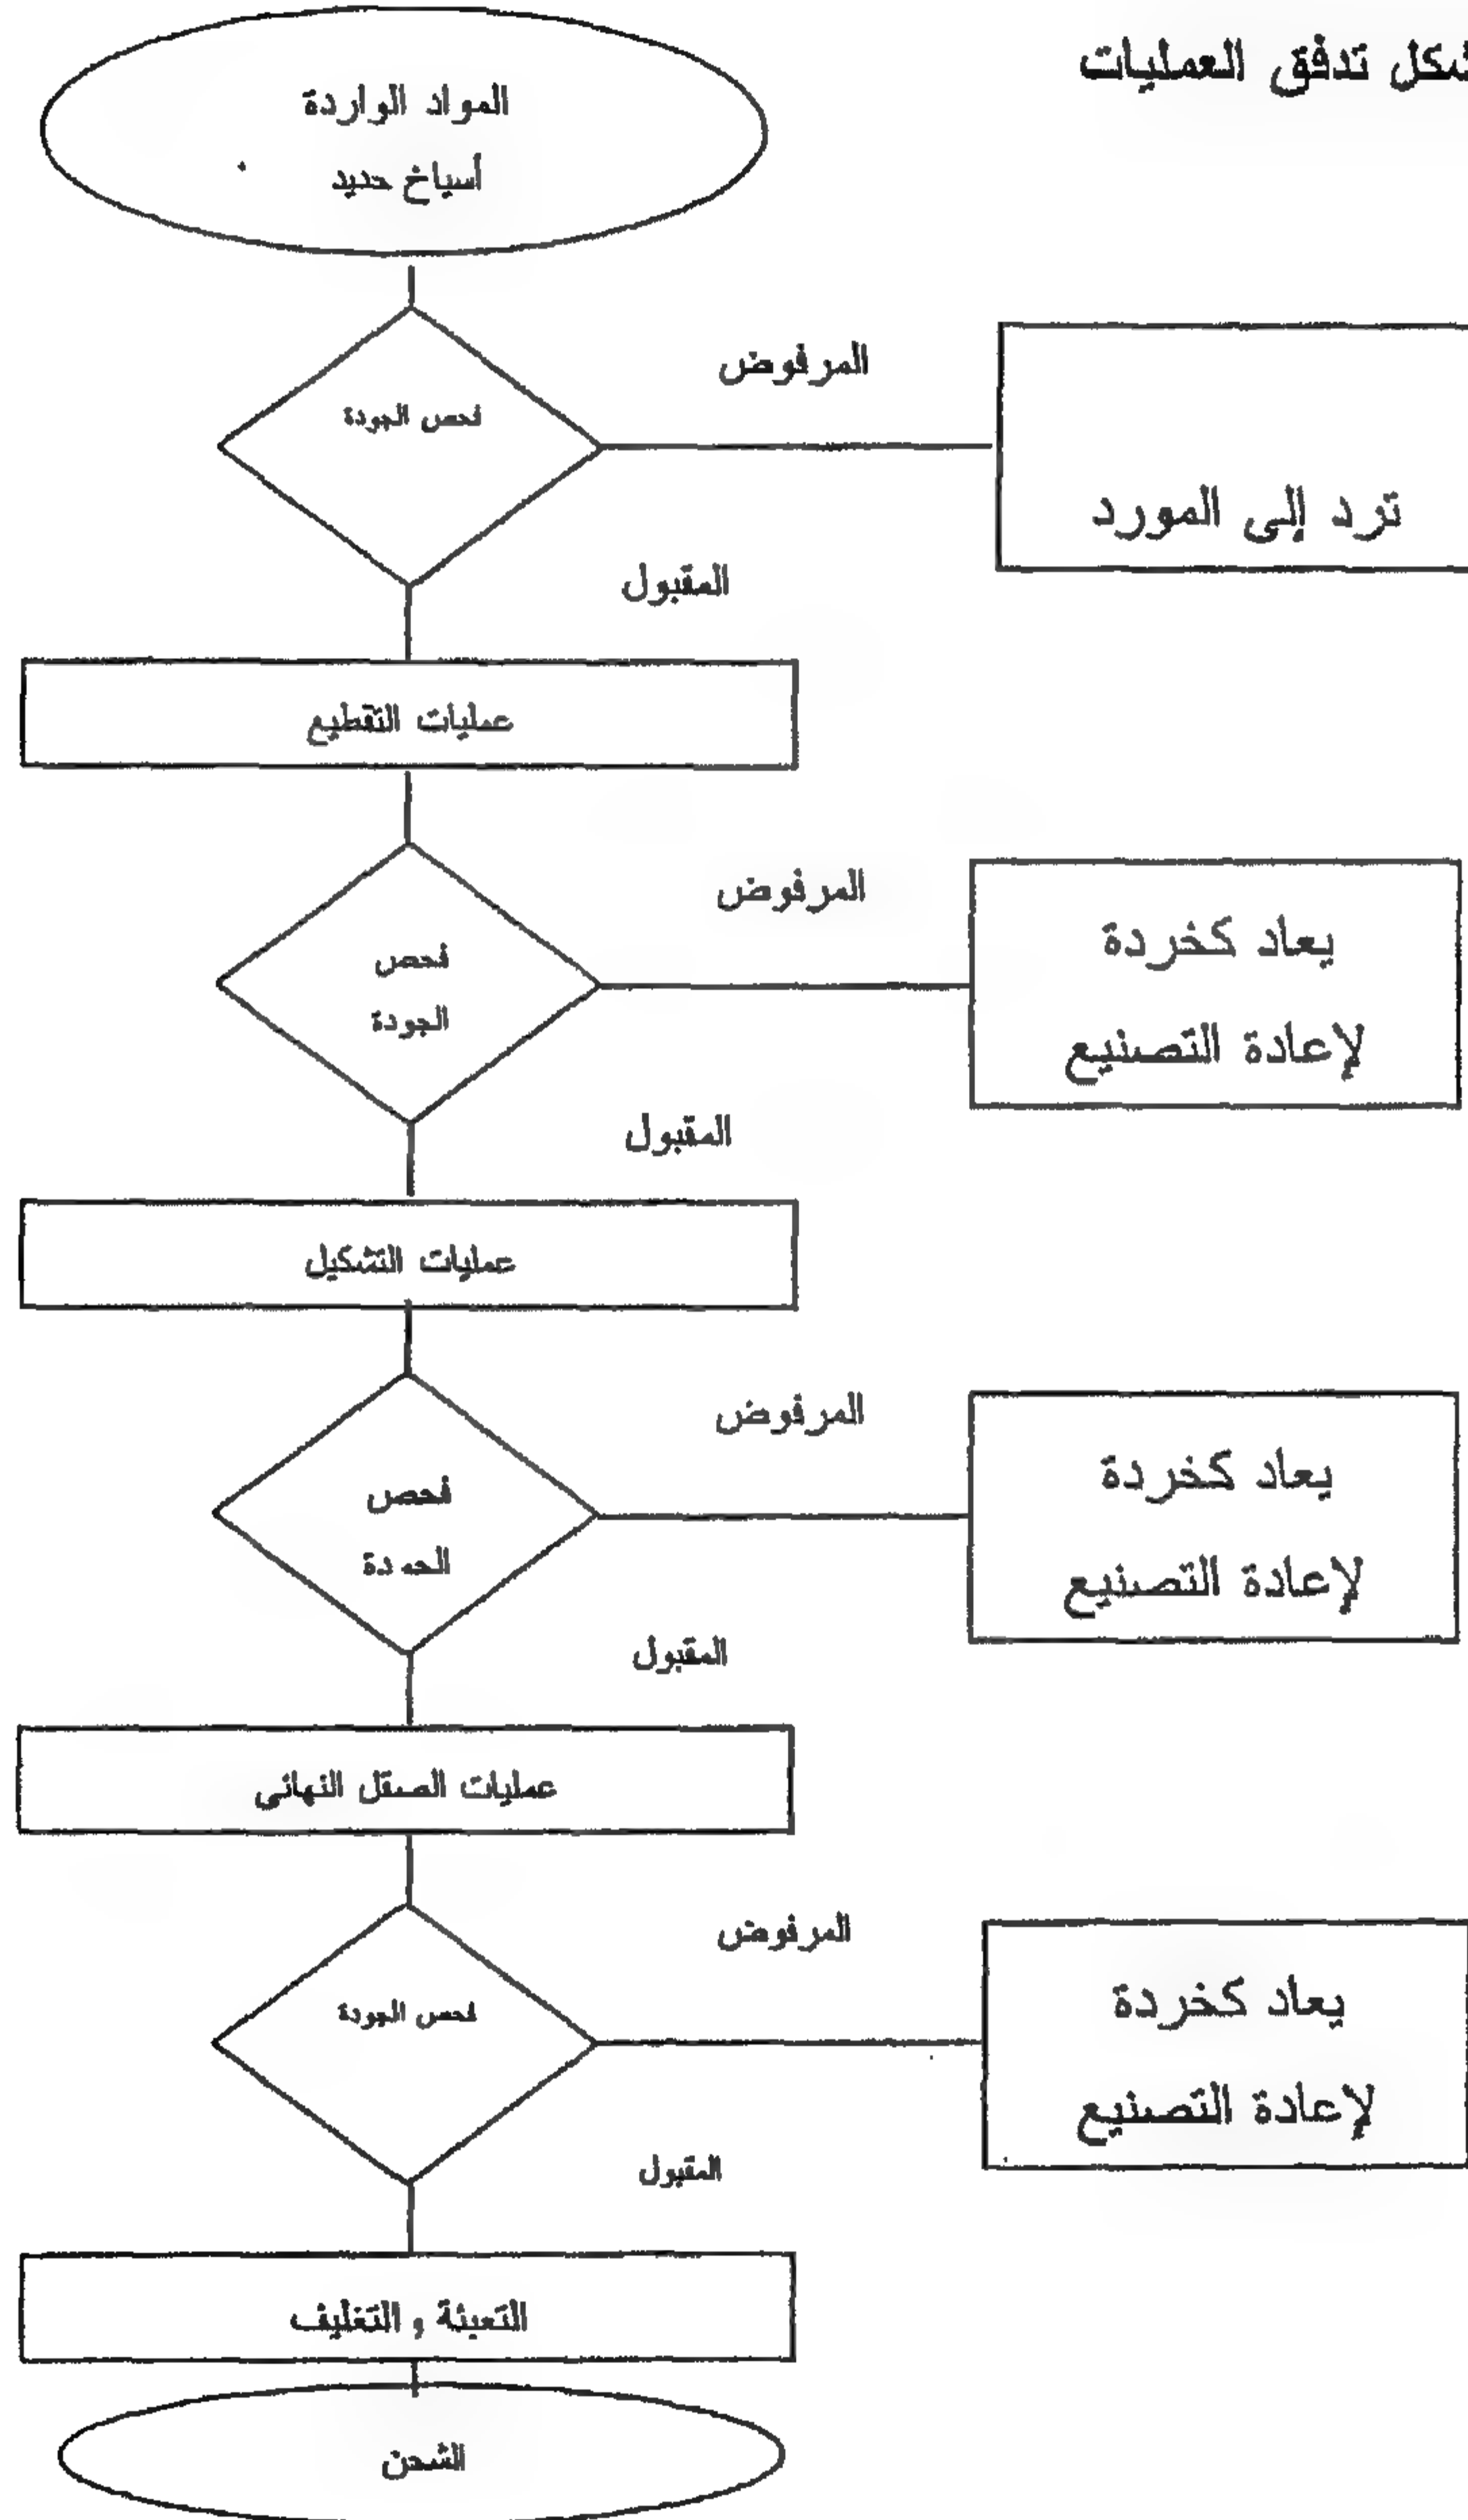 شكل تدفق العمليات
المواد الواردة
أسياخ حديد
المرفوض
فحص الجودة
ترد إلى المورد
المقبول
عمليات التقطيع
المرفوض
يعاد كخردة
فحص
الجودة
لإعادة التصنيع
المقبول
عمليات التشكيل
المرفوض
يعاد كخردة
فحص
لإعادة التصنيع
المقبول
عمليات الصقل النهائي
المرفوض
يعاد كخردة
فحص الجودة
لإعادة التصنيع
المقبول
التعبئة و التغليف
الشحن